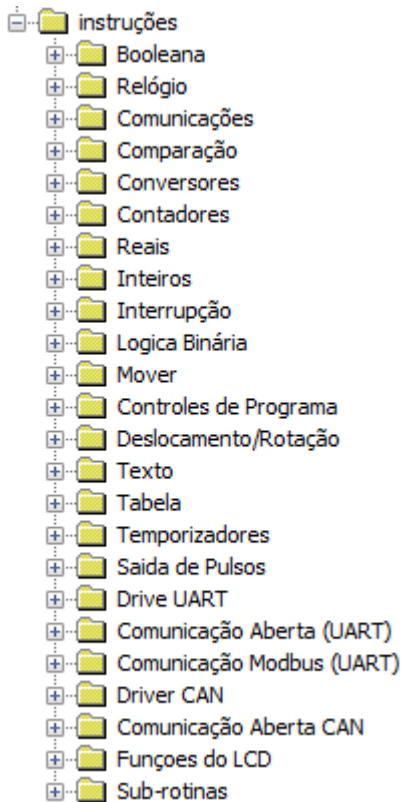 instruções
Booleana
Relógio
Comunicações
Comparação
Conversores
Contadores
Reais
Inteiros
Interrupção
Logica Binária
Mover
Controles de Programa
Deslocamento/Rotação
Texto
Tabela
Temporizadores
Saida de Pulsos
Drive UART
Comunicação Aberta (UART)
Comunicação Modbus (UART)
Driver CAN
Comunicação Aberta CAN
Funçoes do LCD
Sub-rotinas